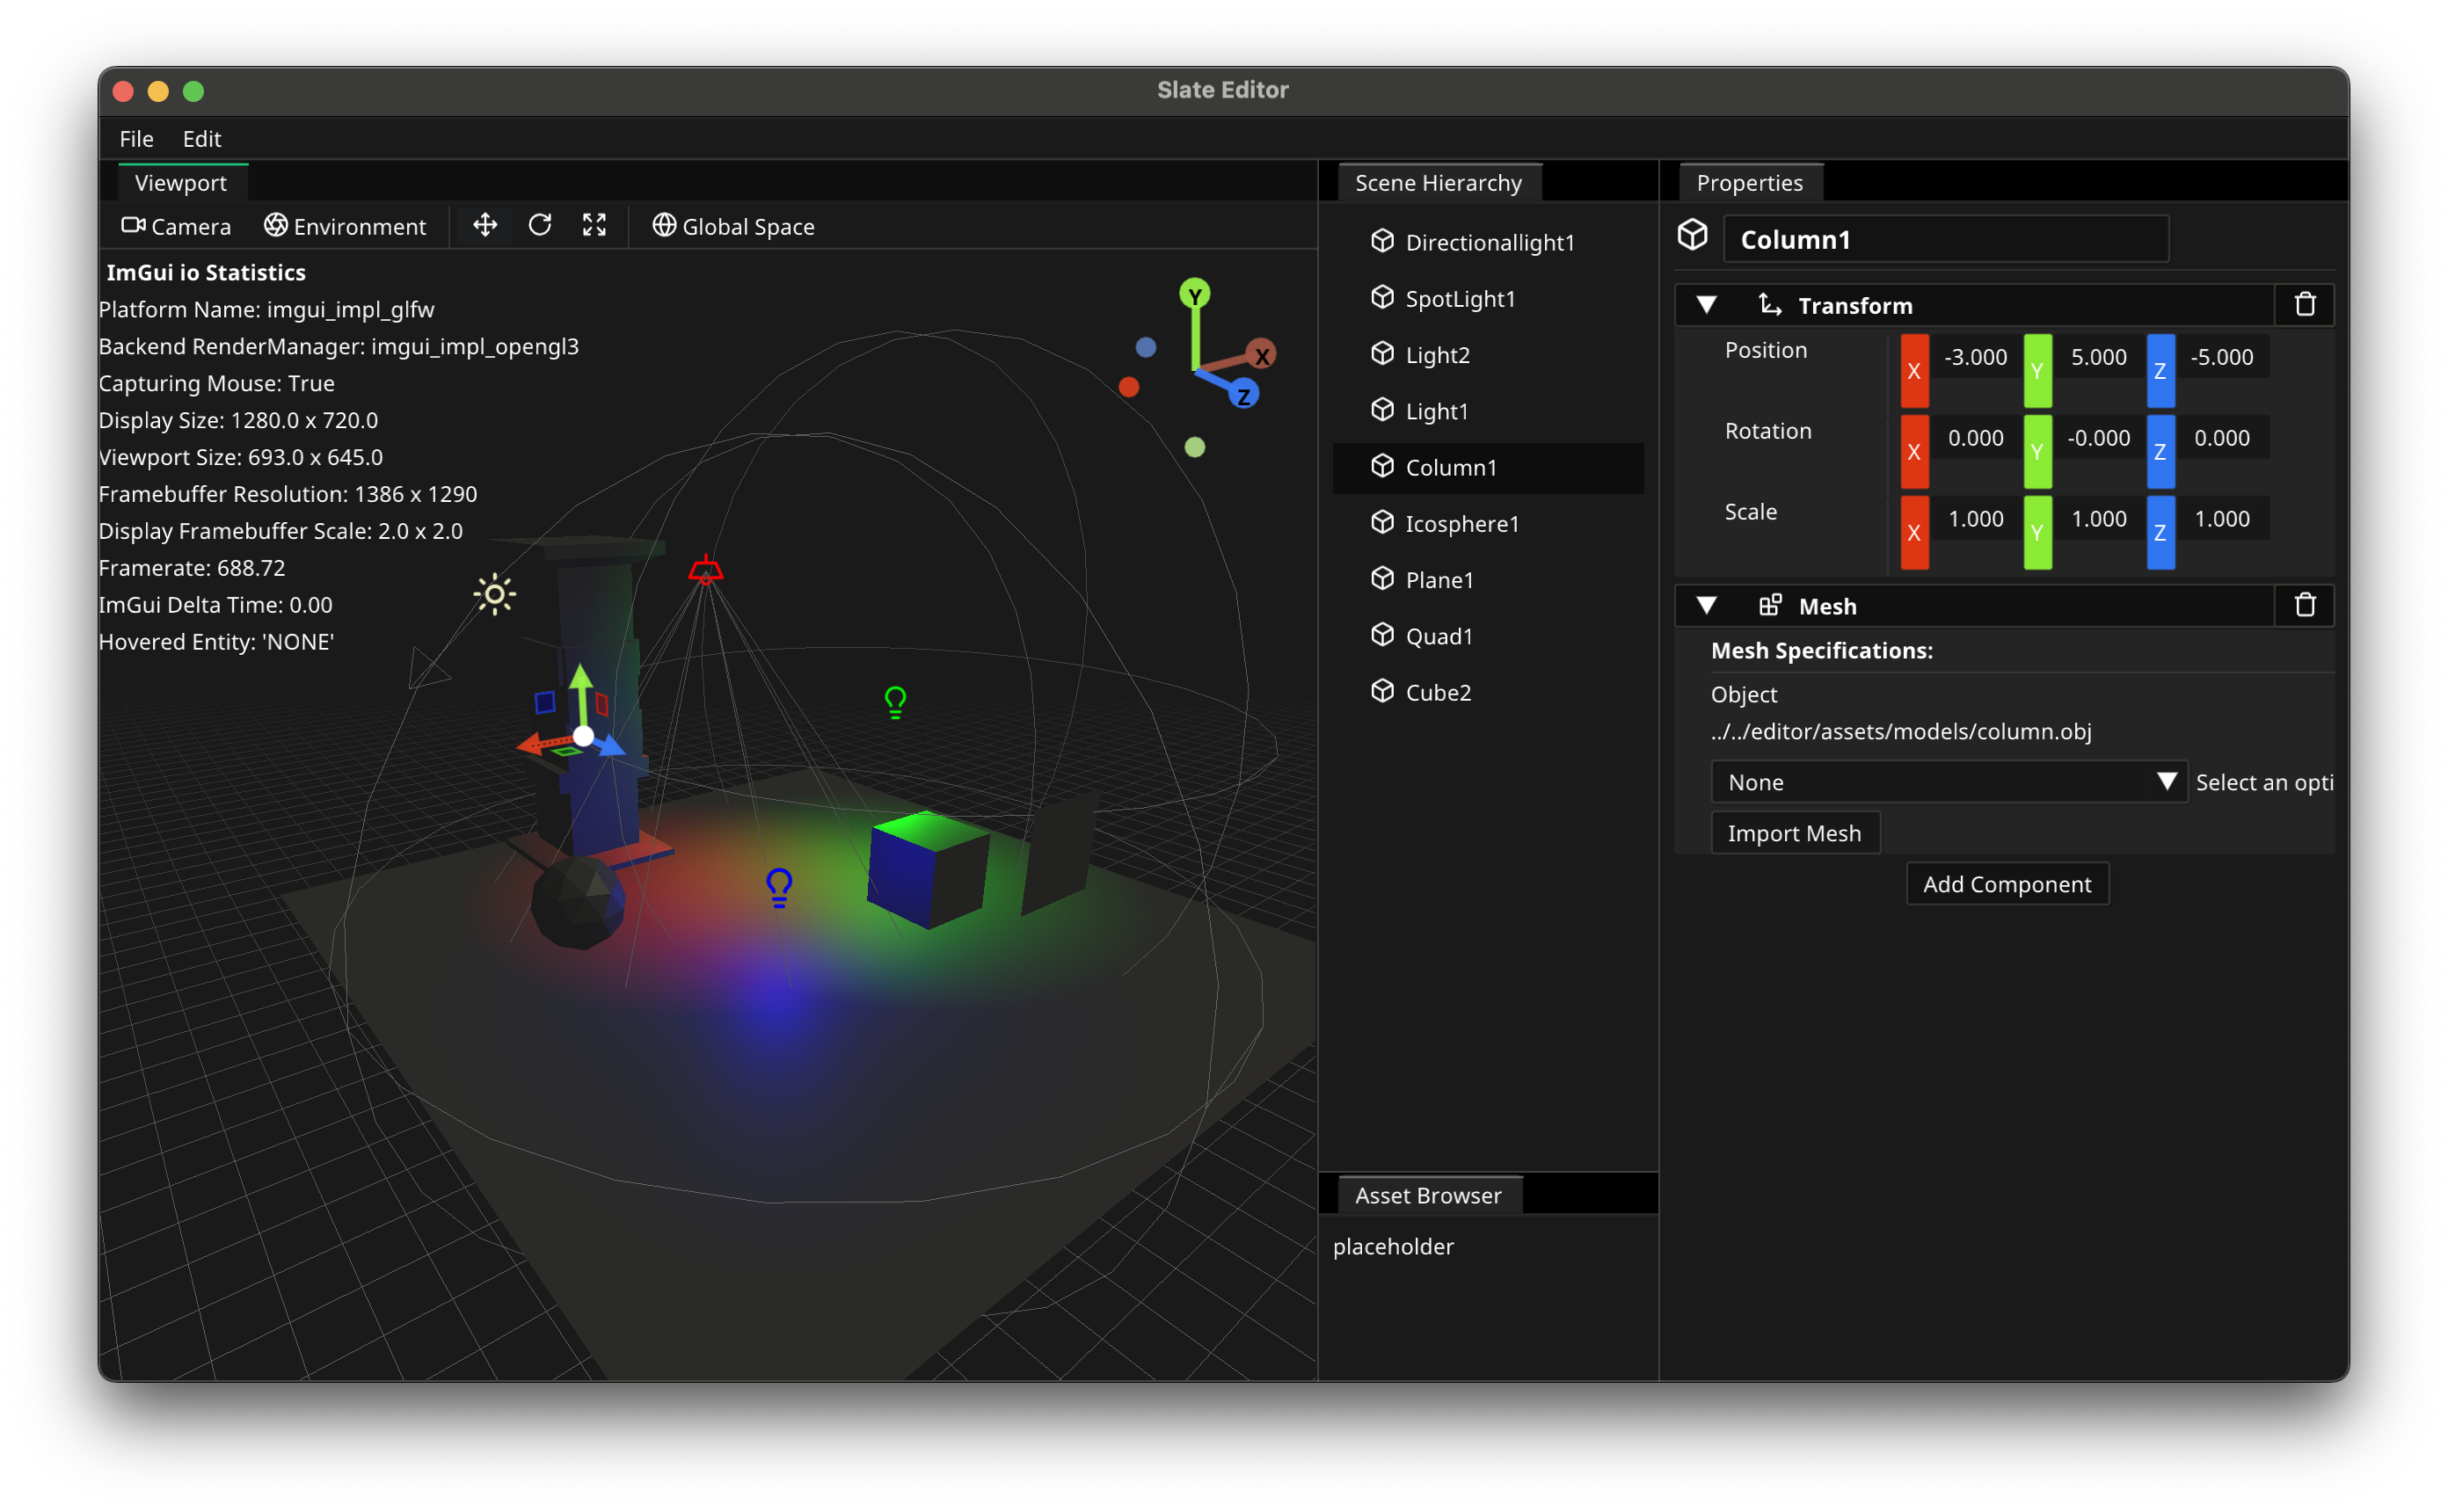 Slate Editor
File Edit
Viewport
Camera Environment Global Space
ImGui io Statistics
Platform Name: imgui_impl_glfw
Backend RenderManager: imgui_impl_opengl3
Capturing Mouse: True
Display Size: 1280.0 x 720.0
Viewport Size: 693.0 x 645.0
Framebuffer Resolution: 1386 x 1290
Display Framebuffer Scale: 2.0 x 2.0
Framerate: 688.72
ImGui Delta Time: 0.00
Hovered Entity: 'NONE'
Y
X
Z
Scene Hierarchy
Directionallight1
SpotLight1
Light2
Light1
Column1
Icosphere1
Plane1
Quad1
Cube2
Asset Browser
placeholder
Properties
Column1
Transform
Position X -3.000 Y 5.000 Z -5.000
Rotation X 0.000 Y -0.000 Z 0.000
Scale X 1.000 Y 1.000 Z 1.000
Mesh
Mesh Specifications:
Object
../../editor/assets/models/column.obj
None Select an opti
Import Mesh
Add Component